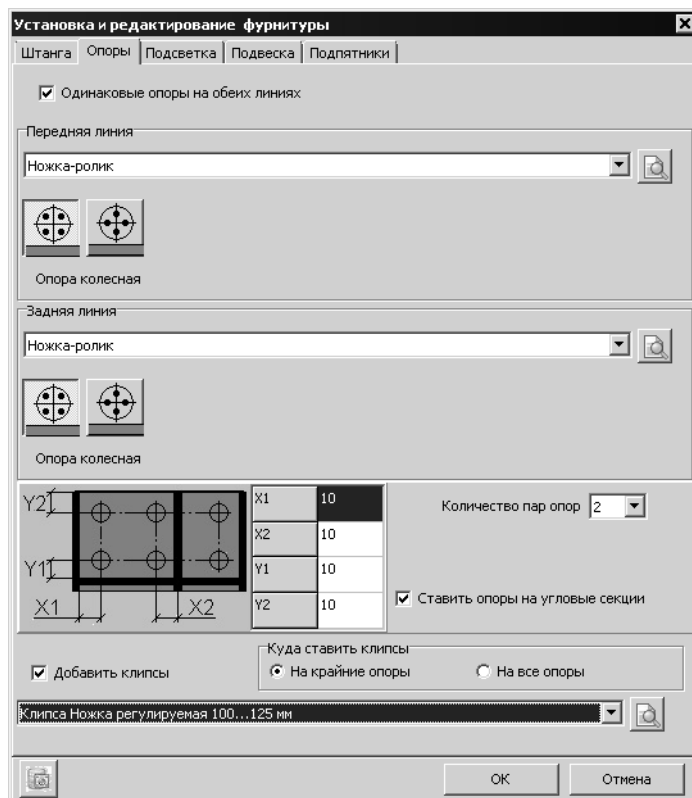 Установка и редактирование фурнитуры
Штанга Опоры Подсветка Подвеска Подпятники
Одинаковые опоры на обеих линиях
Передняя линия
Ножка-ролик
Опора колесная
Задняя линия
Ножка-ролик
Опора колесная
Y2
Y1
X1 X2
X1 10
X2 10
Y1 10
Y2 10
Количество пар опор 2
Ставить опоры на угловые секции
Добавить клипсы
Куда ставить клипсы
На крайние опоры На все опоры
Клипса Ножка регулируемая 100...125 мм
ОК Отмена